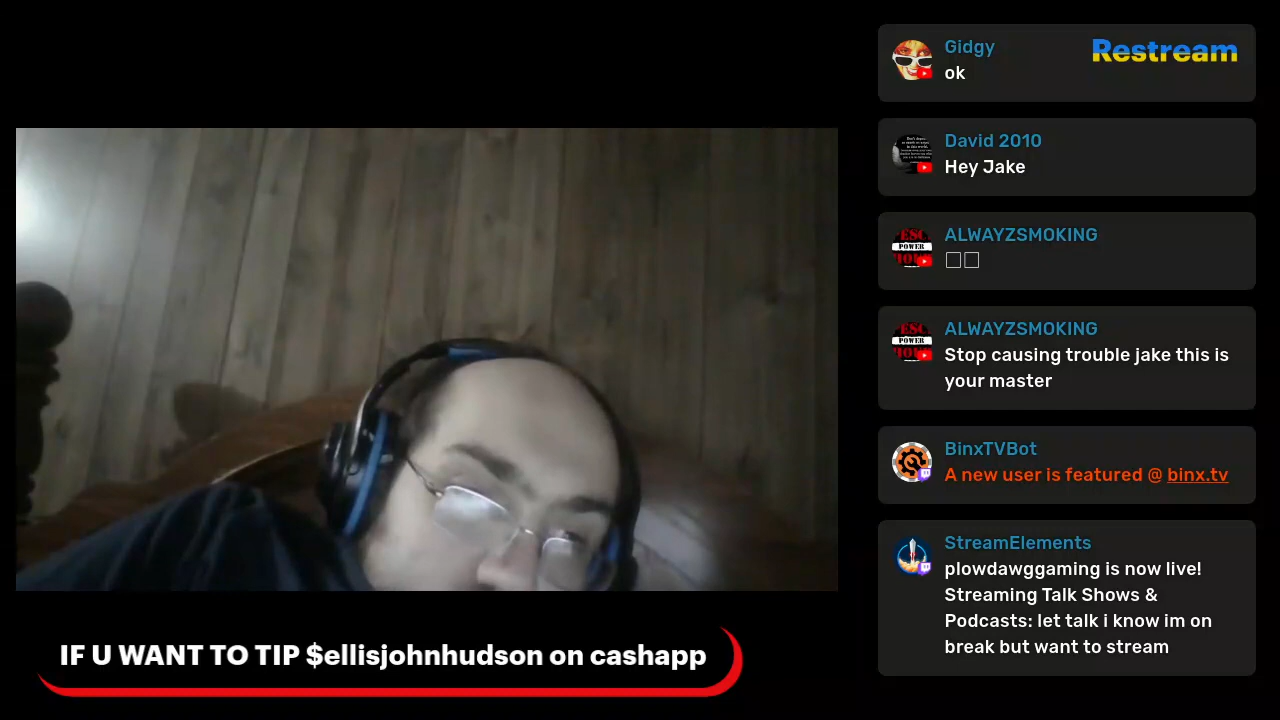 Gidgy
Restream
ok
David 2010
Hey Jake
ALWAYZSMOKING
ALWAYZSMOKING
POWER
Stop causing trouble jake this is
your master
BinxTVBot
A new user is featured @ binx.tv
StreamElements
plowdawggaming is now live!
Streaming Talk Shows &
Podcasts: let talk i know im on
break but want to stream
IF U WANT TO TIP $ellisjohnhudson on cashapp